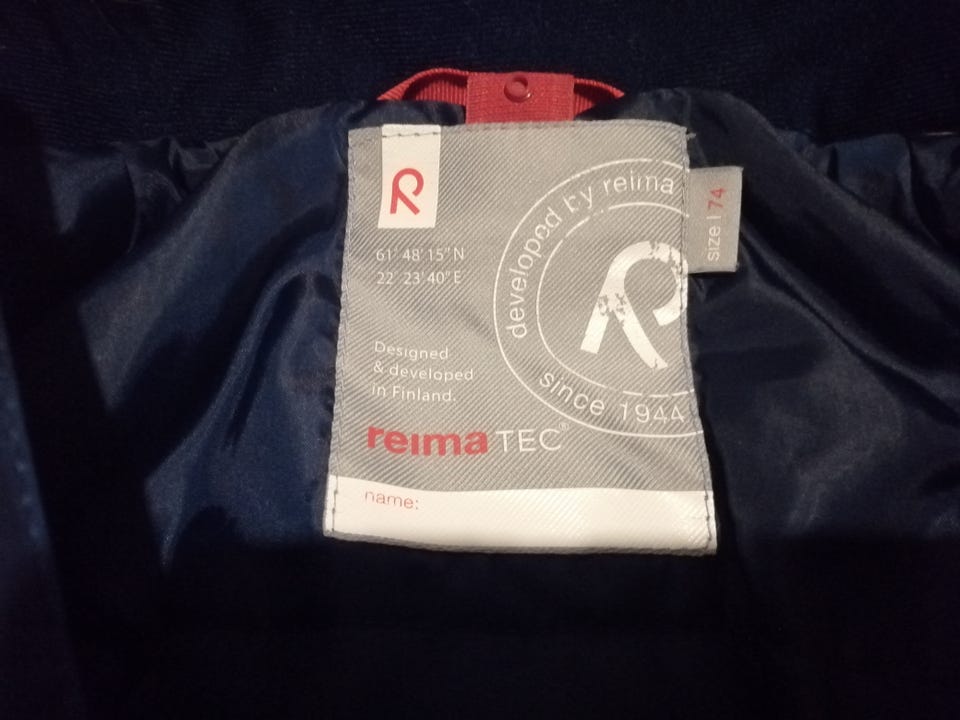 R
61° 48' 15" N
22° 23' 40" E
Designed
& developed
in Finland.
reima TEC®
name:
developed by reima
R
since 1944
size | 74